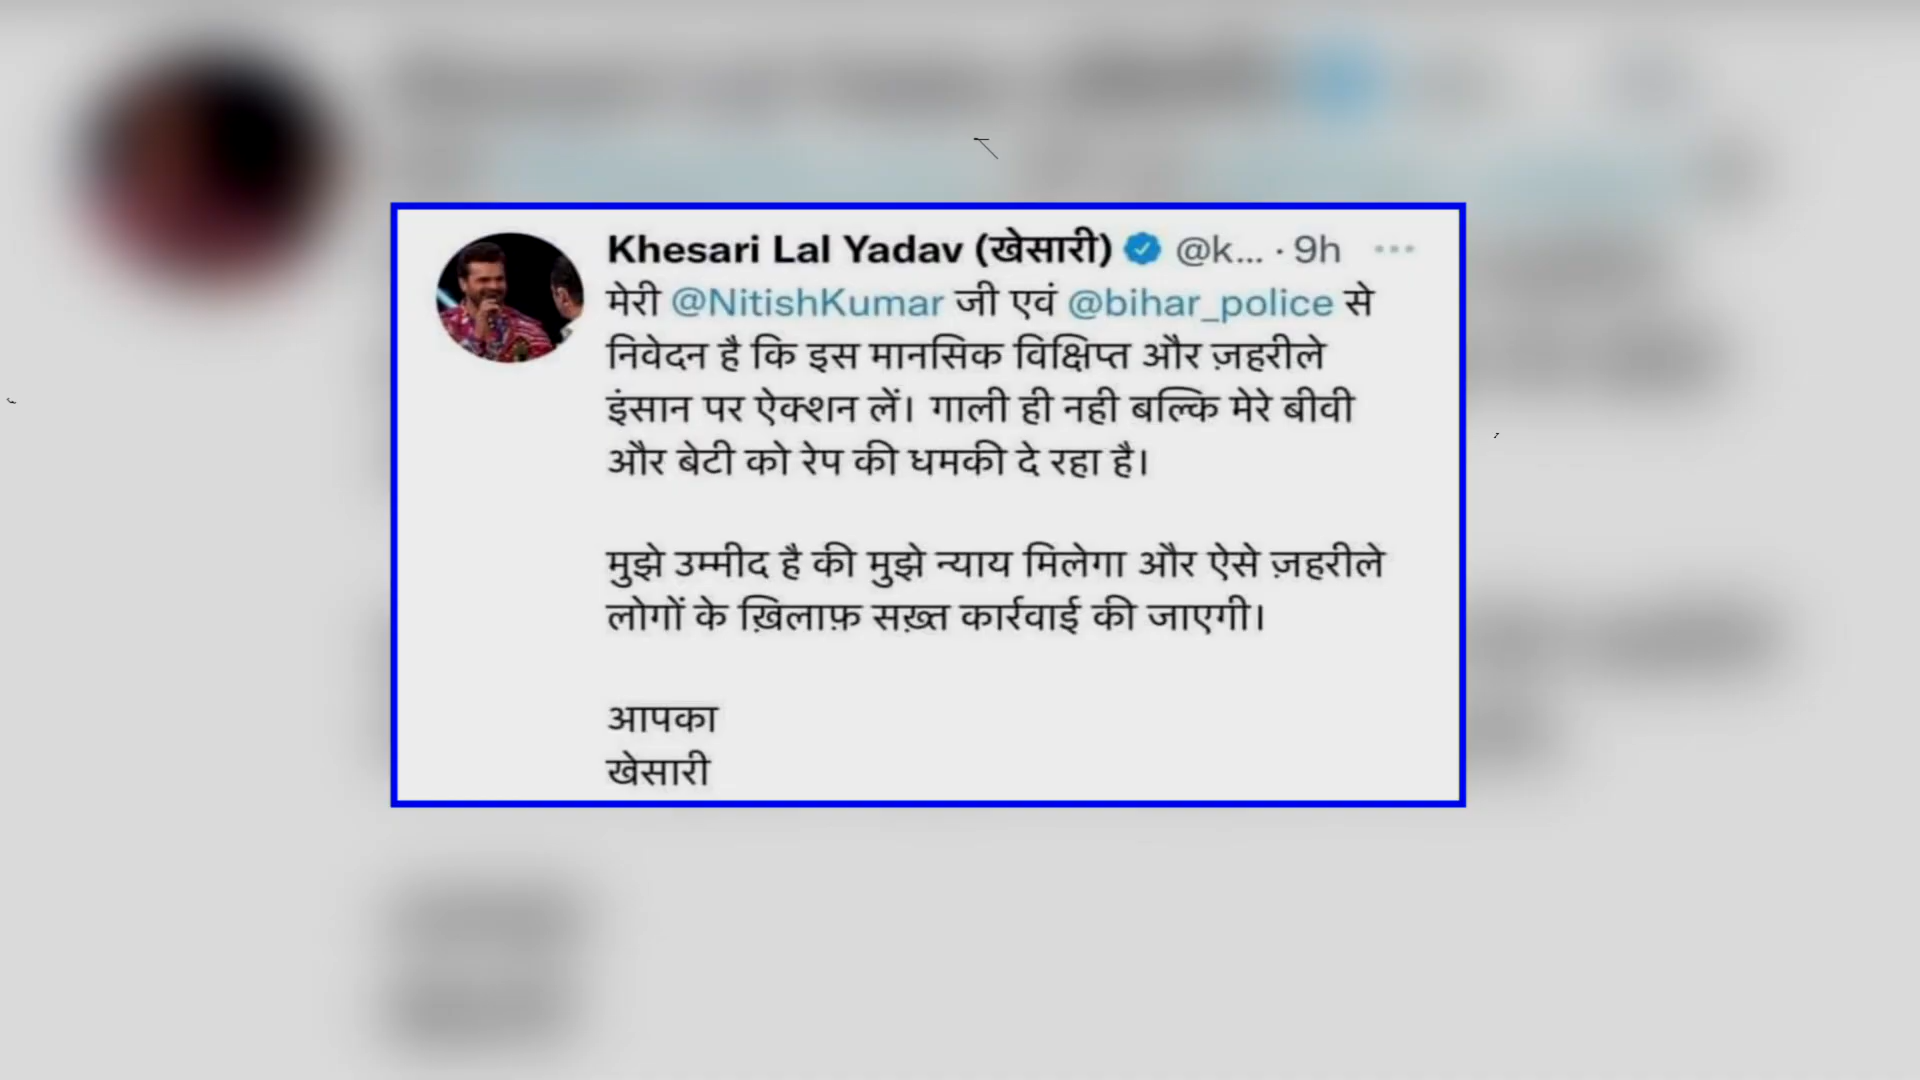 Khesari Lal Yadav (खेसारी) @k... · 9h
मेरी @NitishKumar जी एवं @bihar_police से
निवेदन है कि इस मानसिक विक्षिप्त और ज़हरीले
इंसान पर ऐक्शन लें। गाली ही नही बल्कि मेरे बीवी
और बेटी को रेप की धमकी दे रहा है।
मुझे उम्मीद है की मुझे न्याय मिलेगा और ऐसे ज़हरीले
लोगों के ख़िलाफ़ सख़्त कार्रवाई की जाएगी।
आपका
खेसारी